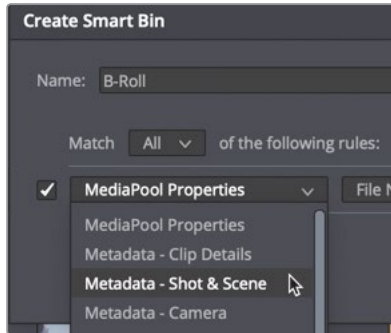 Create Smart Bin
Name: B-Roll
Match All of the following rules:
MediaPool Properties File
MediaPool Properties
Metadata - Clip Details
Metadata - Shot & Scene
Metadata - Camera